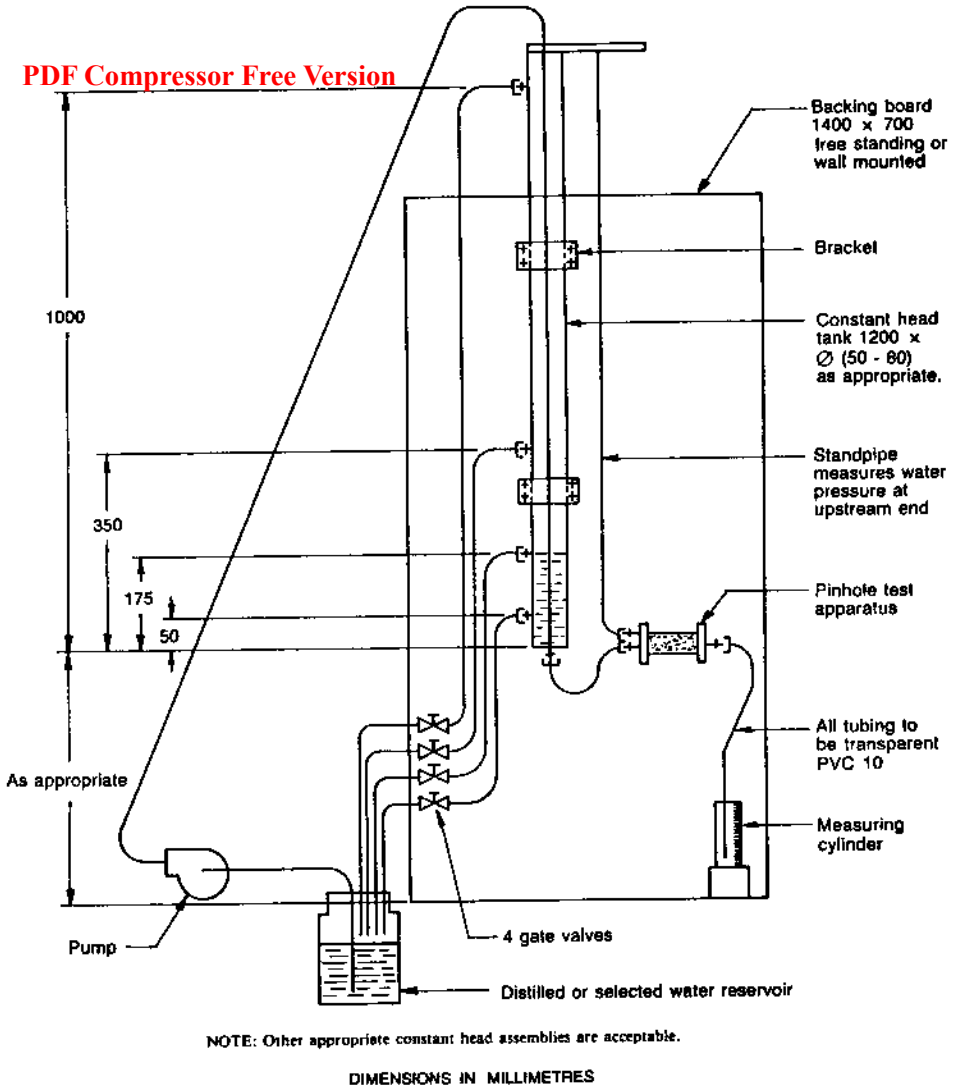 PDF Compressor Free Version
Backing board
1400 x 700
free standing or
wall mounted
Bracket
1000
Constant head
tank 1200 x
∅ (50 - 80)
as appropriate.
Standpipe
measures water
pressure at
upstream end
350
175
50
Pinhole test
apparatus
All tubing to
be transparent
PVC 10
As appropriate
Measuring
cylinder
Pump
4 gate valves
Distilled or selected water reservoir
NOTE: Other appropriate constant head assemblies are acceptable.
DIMENSIONS IN MILLIMETRES